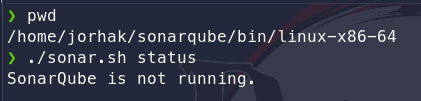 ❯ pwd
/home/jorhak/sonarqube/bin/linux-x86-64
❯ ./sonar.sh status
SonarQube is not running.